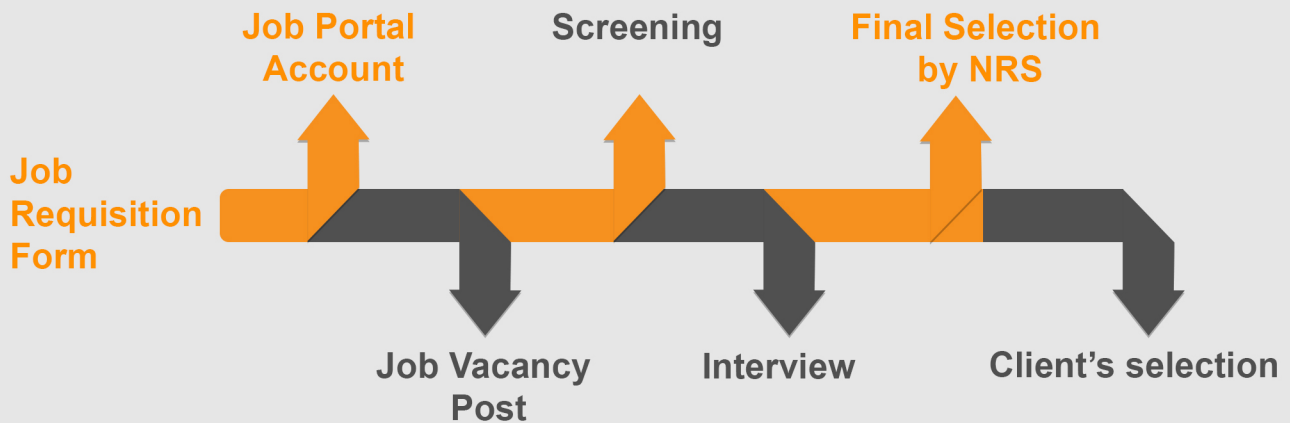 Job Portal
Account
Screening
Final Selection
by NRS
Job
Requisition
Form
Job Vacancy
Post
Interview
Client’s selection